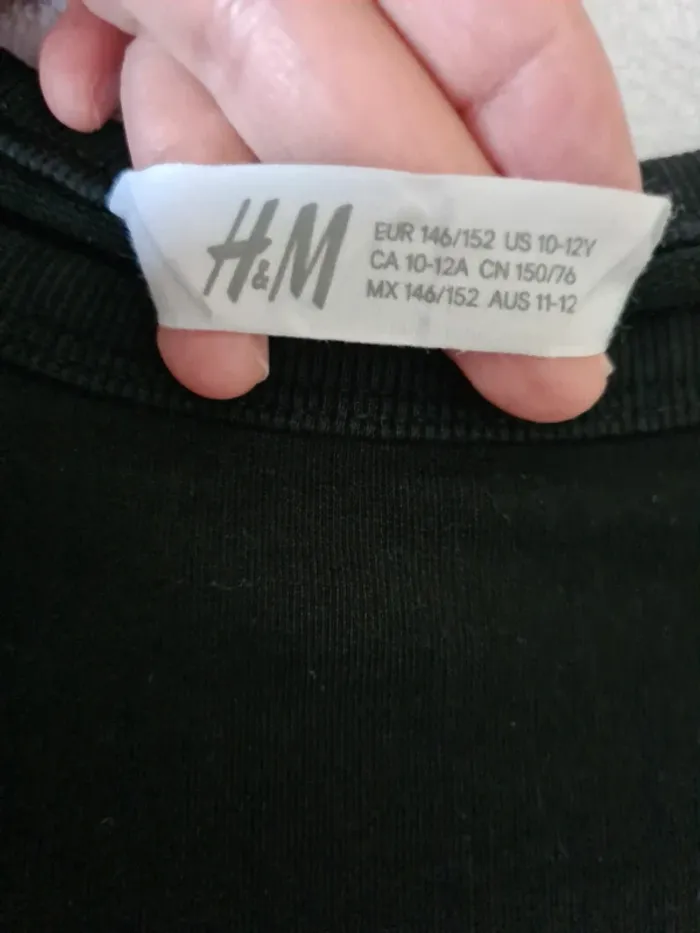 H&M
EUR 146/152 US 10-12Y
CA 10-12A CN 150/76
MX 146/152 AUS 11-12